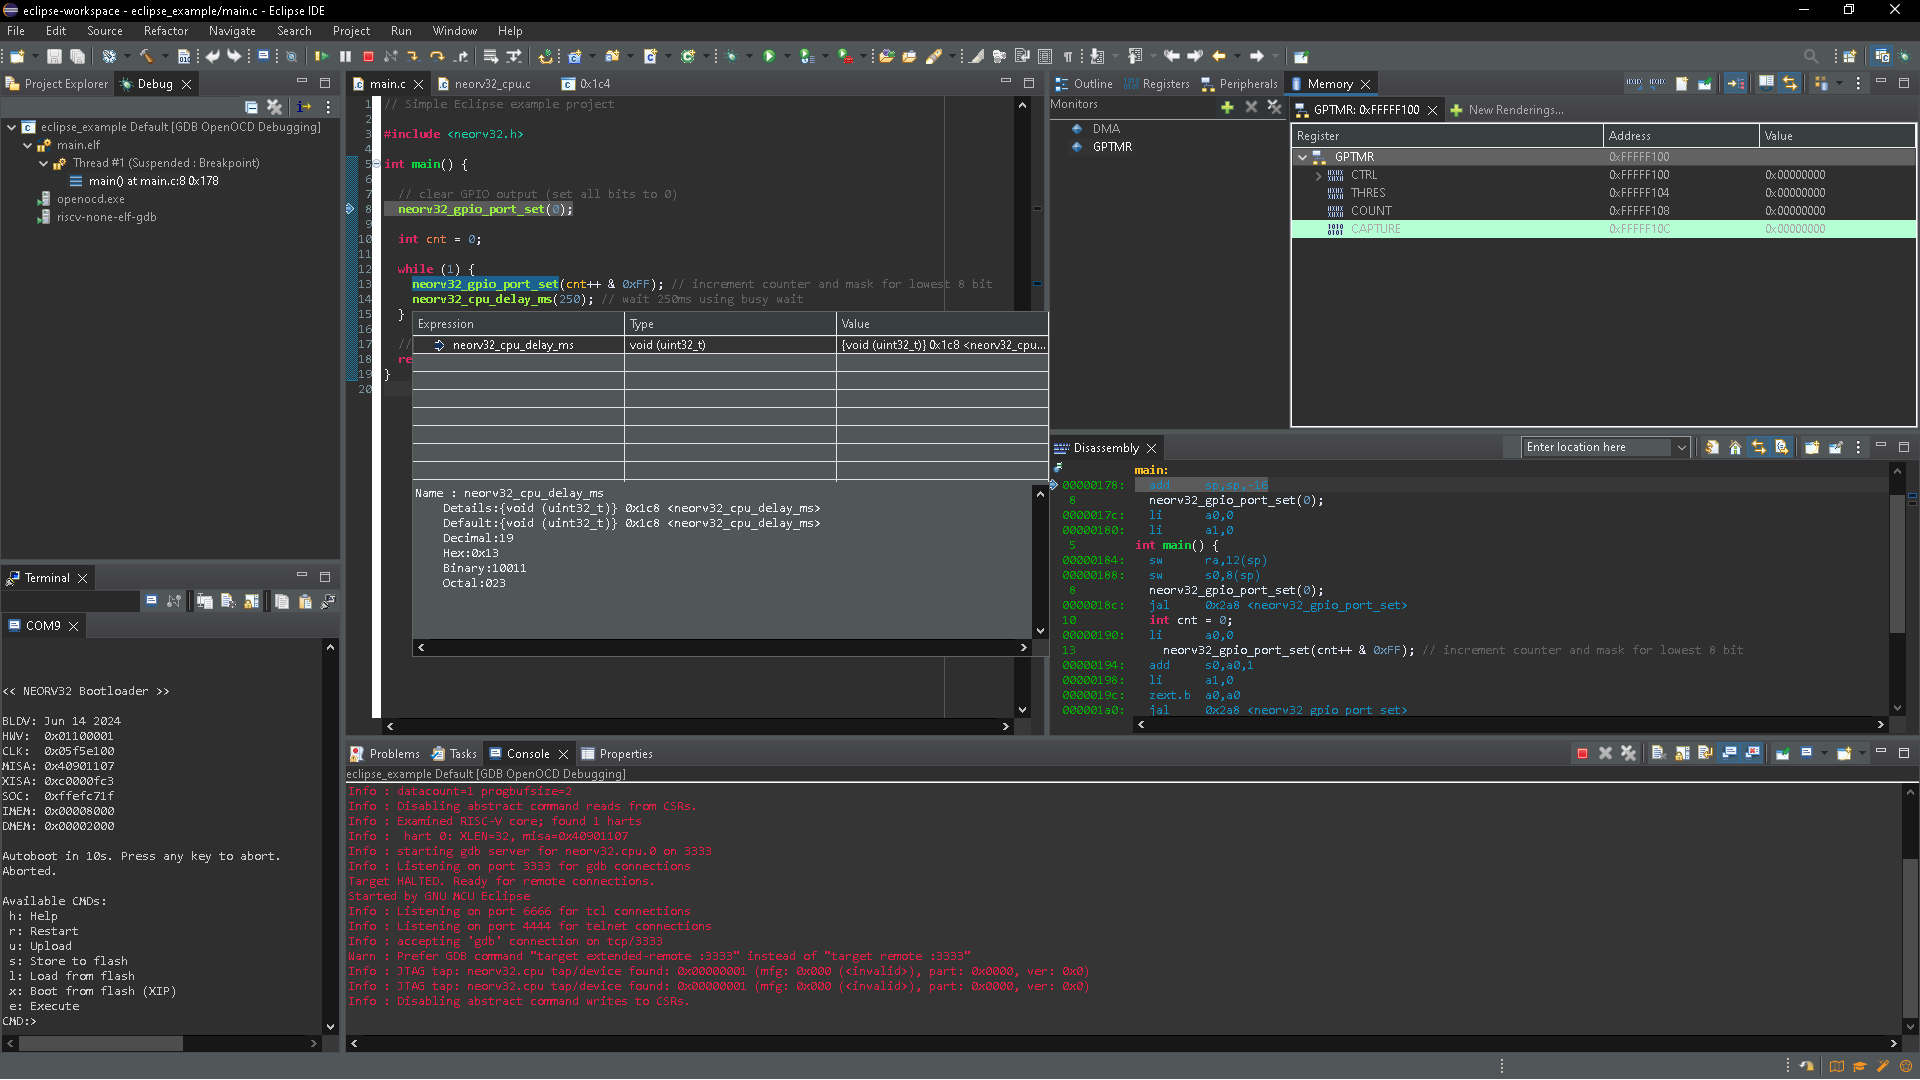 eclipse-workspace - eclipse_example/main.c - Eclipse IDE
File Edit Source Refactor Navigate Search Project Run Window Help
Project Explorer Debug
eclipse_example Default [GDB OpenOCD Debugging]
main.elf
Thread #1 (Suspended : Breakpoint)
main() at main.c:8 0x178
openocd.exe
riscv-none-elf-gdb
main.c neorv32_cpu.c 0x1c4
1 // Simple Eclipse example project
2
3 #include <neorv32.h>
4
5 int main() {
6
7 // clear GPIO output (set all bits to 0)
8 neorv32_gpio_port_set(0);
9
10 int cnt = 0;
11
12 while (1) {
13 neorv32_gpio_port_set(cnt++ & 0xFF); // increment counter and mask for lowest 8 bit
14 neorv32_cpu_delay_ms(250); // wait 250ms using busy wait
15 }
16
17 //
18 re
19 }
20
Expression Type Value
neorv32_cpu_delay_ms void (uint32_t) {void (uint32_t)} 0x1c8 <neorv32_cpu...
Name : neorv32_cpu_delay_ms
Details:{void (uint32_t)} 0x1c8 <neorv32_cpu_delay_ms>
Default:{void (uint32_t)} 0x1c8 <neorv32_cpu_delay_ms>
Decimal:19
Hex:0x13
Binary:10011
Octal:023
Outline Registers Peripherals Memory
Monitors
DMA
GPTMR
GPTMR: 0xFFFFF100 New Renderings...
Register Address Value
GPTMR 0xFFFFF100
CTRL 0xFFFFF100 0x00000000
THRES 0xFFFFF104 0x00000000
COUNT 0xFFFFF108 0x00000000
CAPTURE 0xFFFFF10C 0x00000000
Disassembly Enter location here
main:
00000178: add sp,sp,-16
8 neorv32_gpio_port_set(0);
0000017c: li a0,0
00000180: li a1,0
5 int main() {
00000184: sw ra,12(sp)
00000188: sw s0,8(sp)
8 neorv32_gpio_port_set(0);
0000018c: jal 0x2a8 <neorv32_gpio_port_set>
10 int cnt = 0;
00000190: li a0,0
13 neorv32_gpio_port_set(cnt++ & 0xFF); // increment counter and mask for lowest 8 bit
00000194: add s0,a0,1
00000198: li a1,0
0000019c: zext.b a0,a0
000001a0: jal 0x2a8 <neorv32_gpio_port_set>
Terminal
COM9
<< NEORV32 Bootloader >>
BLDV: Jun 14 2024
HWV: 0x01100001
CLK: 0x05f5e100
MISA: 0x40901107
XISA: 0xc0000fc3
SOC: 0xffefc71f
IMEM: 0x00008000
DMEM: 0x00002000
Autoboot in 10s. Press any key to abort.
Aborted.
Available CMDs:
h: Help
r: Restart
u: Upload
s: Store to flash
l: Load from flash
x: Boot from flash (XIP)
e: Execute
CMD:>
Problems Tasks Console Properties
eclipse_example Default [GDB OpenOCD Debugging]
Info : datacount=1 progbufsize=2
Info : Disabling abstract command reads from CSRs.
Info : Examined RISC-V core; found 1 harts
Info : hart 0: XLEN=32, misa=0x40901107
Info : starting gdb server for neorv32.cpu.0 on 3333
Info : Listening on port 3333 for gdb connections
Target HALTED. Ready for remote connections.
Started by GNU MCU Eclipse
Info : Listening on port 6666 for tcl connections
Info : Listening on port 4444 for telnet connections
Info : accepting 'gdb' connection on tcp/3333
Warn : Prefer GDB command "target extended-remote :3333" instead of "target remote :3333"
Info : JTAG tap: neorv32.cpu tap/device found: 0x00000001 (mfg: 0x000 (<invalid>), part: 0x0000, ver: 0x0)
Info : JTAG tap: neorv32.cpu tap/device found: 0x00000001 (mfg: 0x000 (<invalid>), part: 0x0000, ver: 0x0)
Info : Disabling abstract command writes to CSRs.